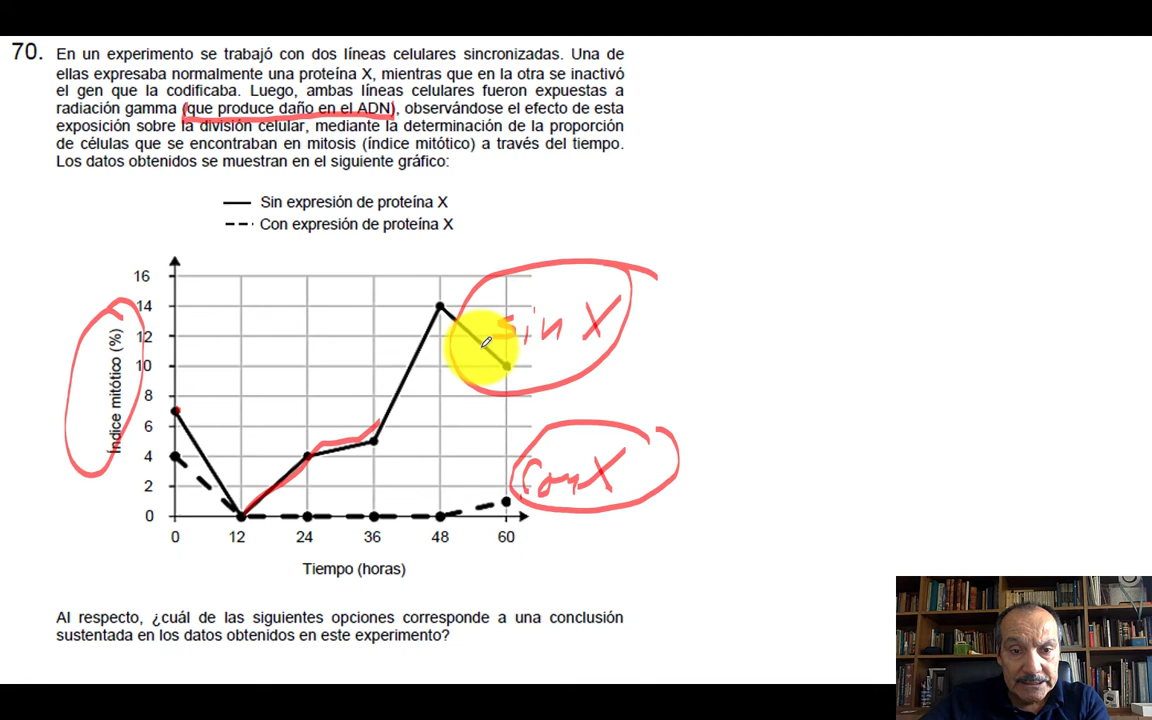 70. En un experimento se trabajó con dos líneas celulares sincronizadas. Una de
ellas expresaba normalmente una proteína X, mientras que en la otra se inactivó
el gen que la codificaba. Luego, ambas líneas celulares fueron expuestas a
radiación gamma (que produce daño en el ADN), observándose el efecto de esta
exposición sobre la división celular, mediante la determinación de la proporción
de células que se encontraban en mitosis (índice mitótico) a través del tiempo.
Los datos obtenidos se muestran en el siguiente gráfico:
Sin expresión de proteína X
Con expresión de proteína X
16
14
12
10
8
6
4
2
0
Índice mitótico (%)
sin X
con X
0 12 24 36 48 60
Tiempo (horas)
Al respecto, ¿cuál de las siguientes opciones corresponde a una conclusión
sustentada en los datos obtenidos en este experimento?